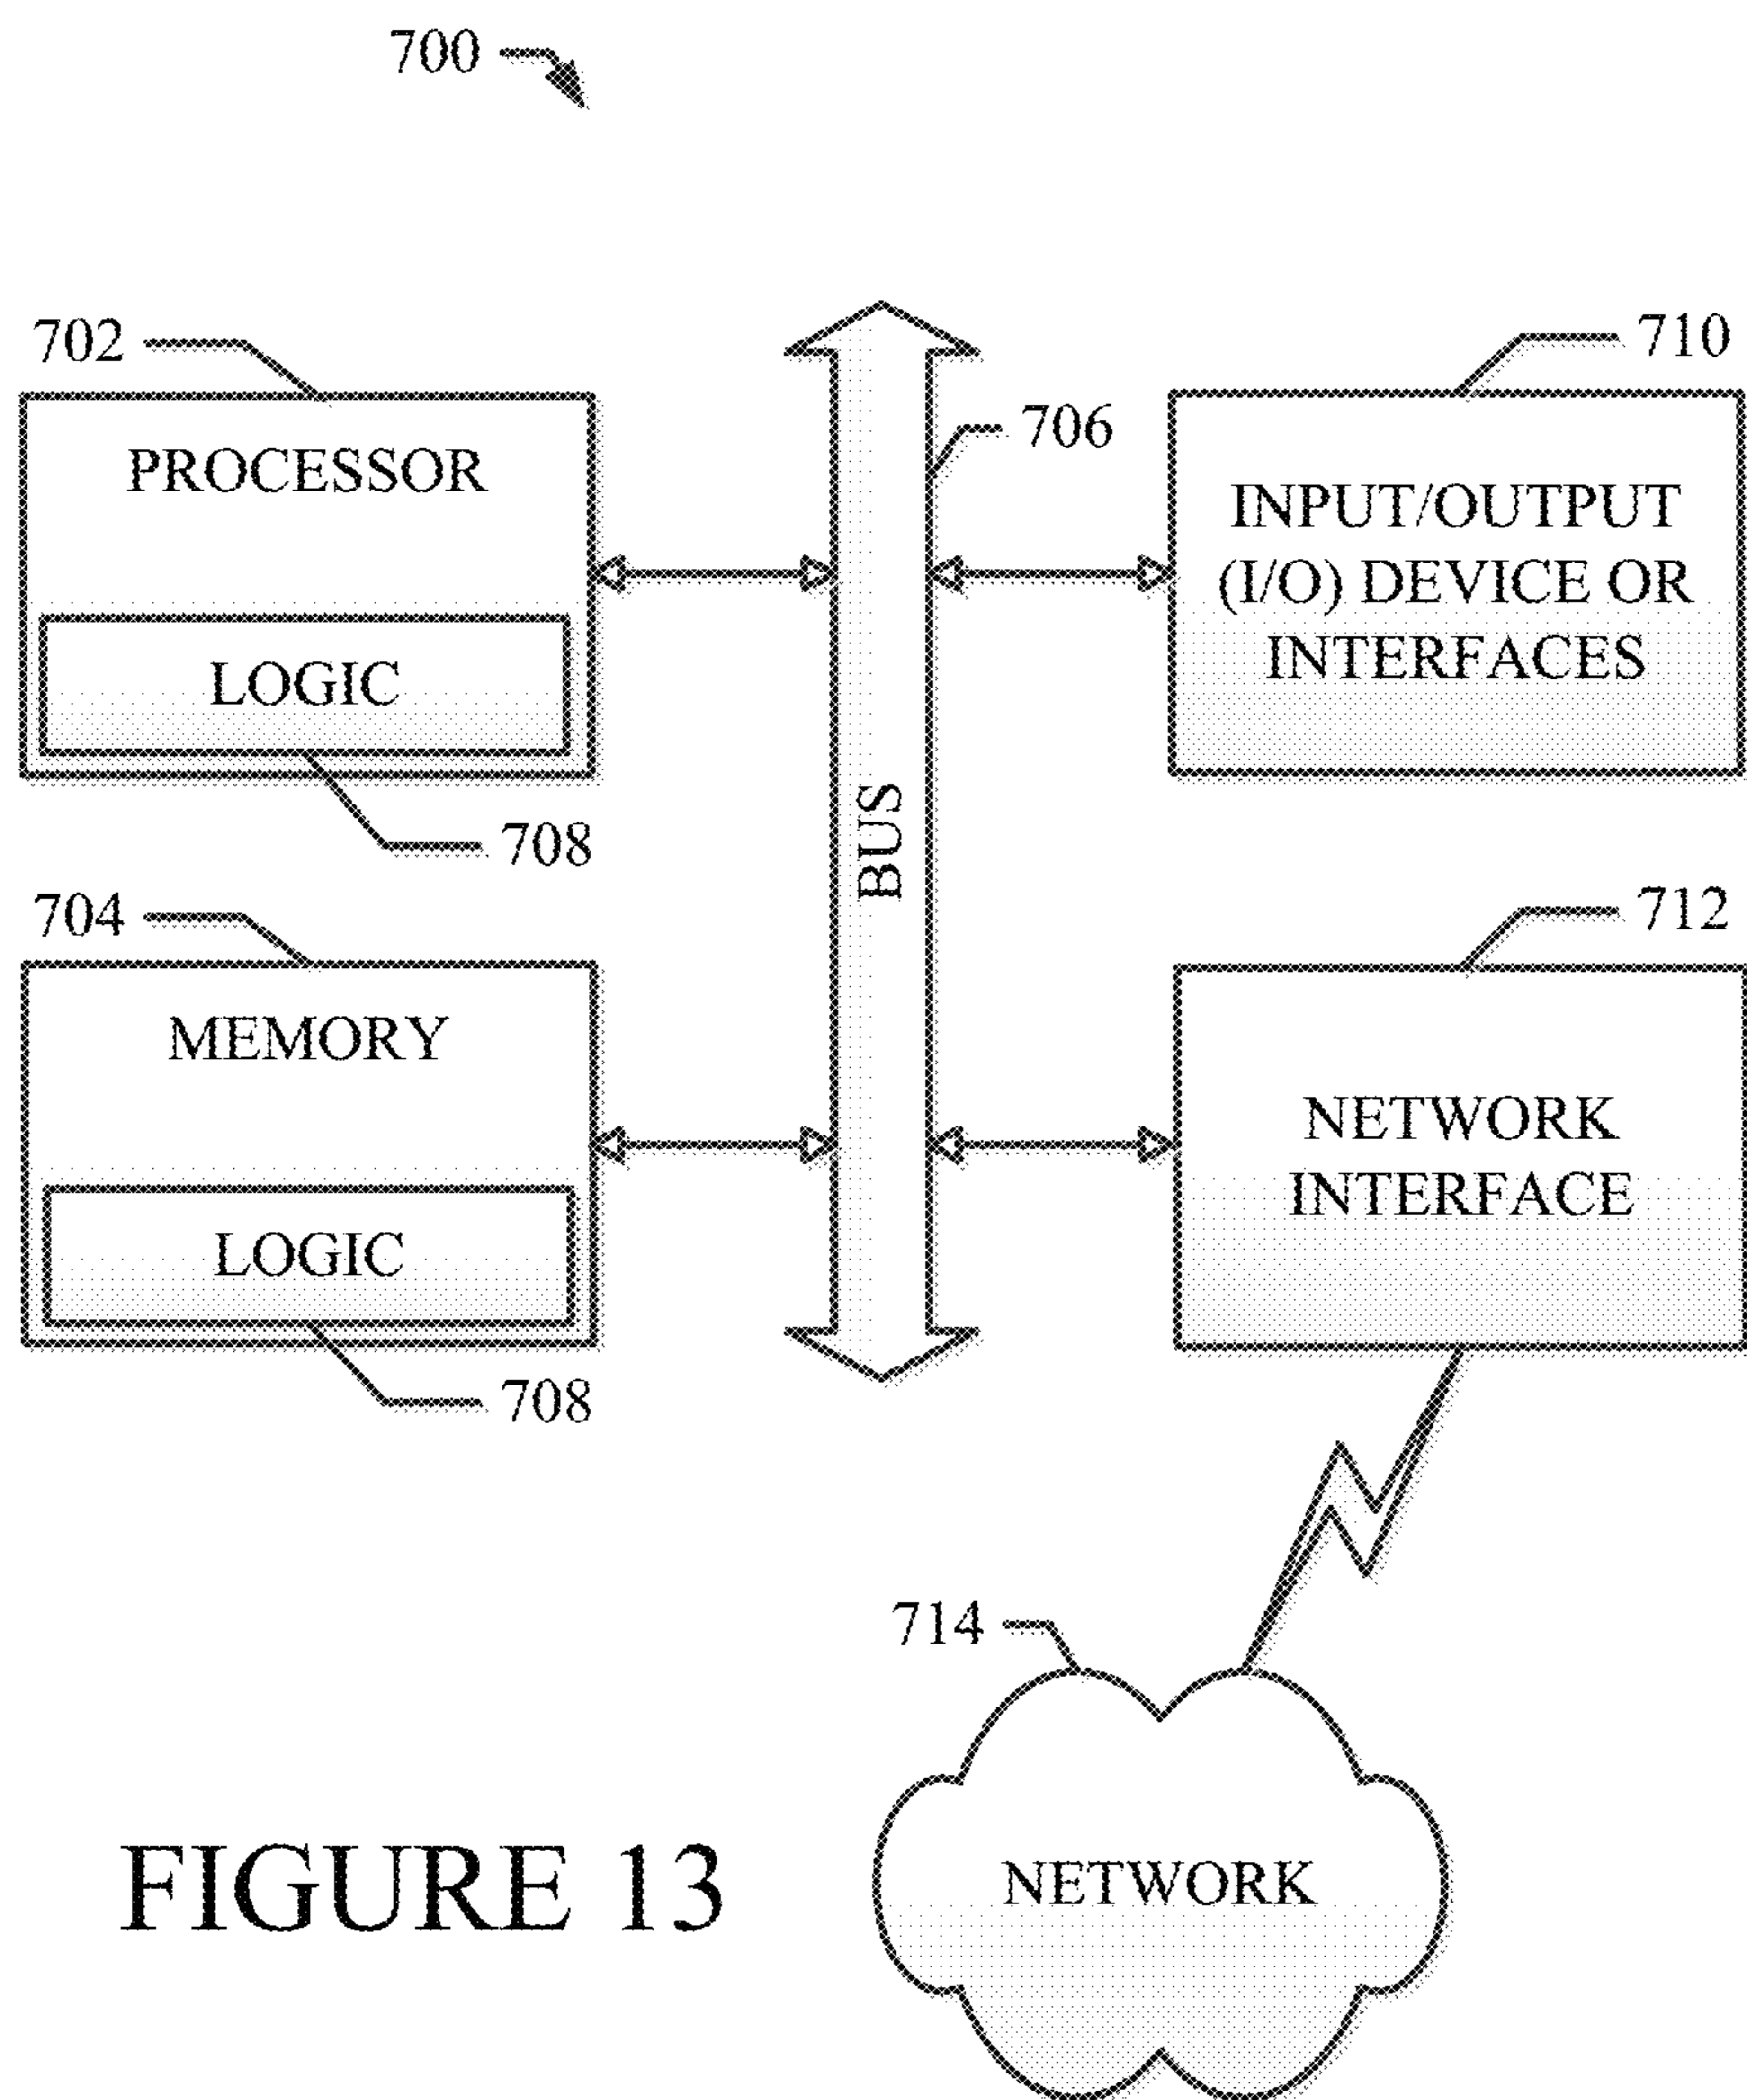 700
702
710
706
PROCESSOR
INPUT/OUTPUT
(I/O) DEVICE OR
INTERFACES
LOGIC
708
BUS
704
712
MEMORY
NETWORK
INTERFACE
LOGIC
708
714
NETWORK
FIGURE 13